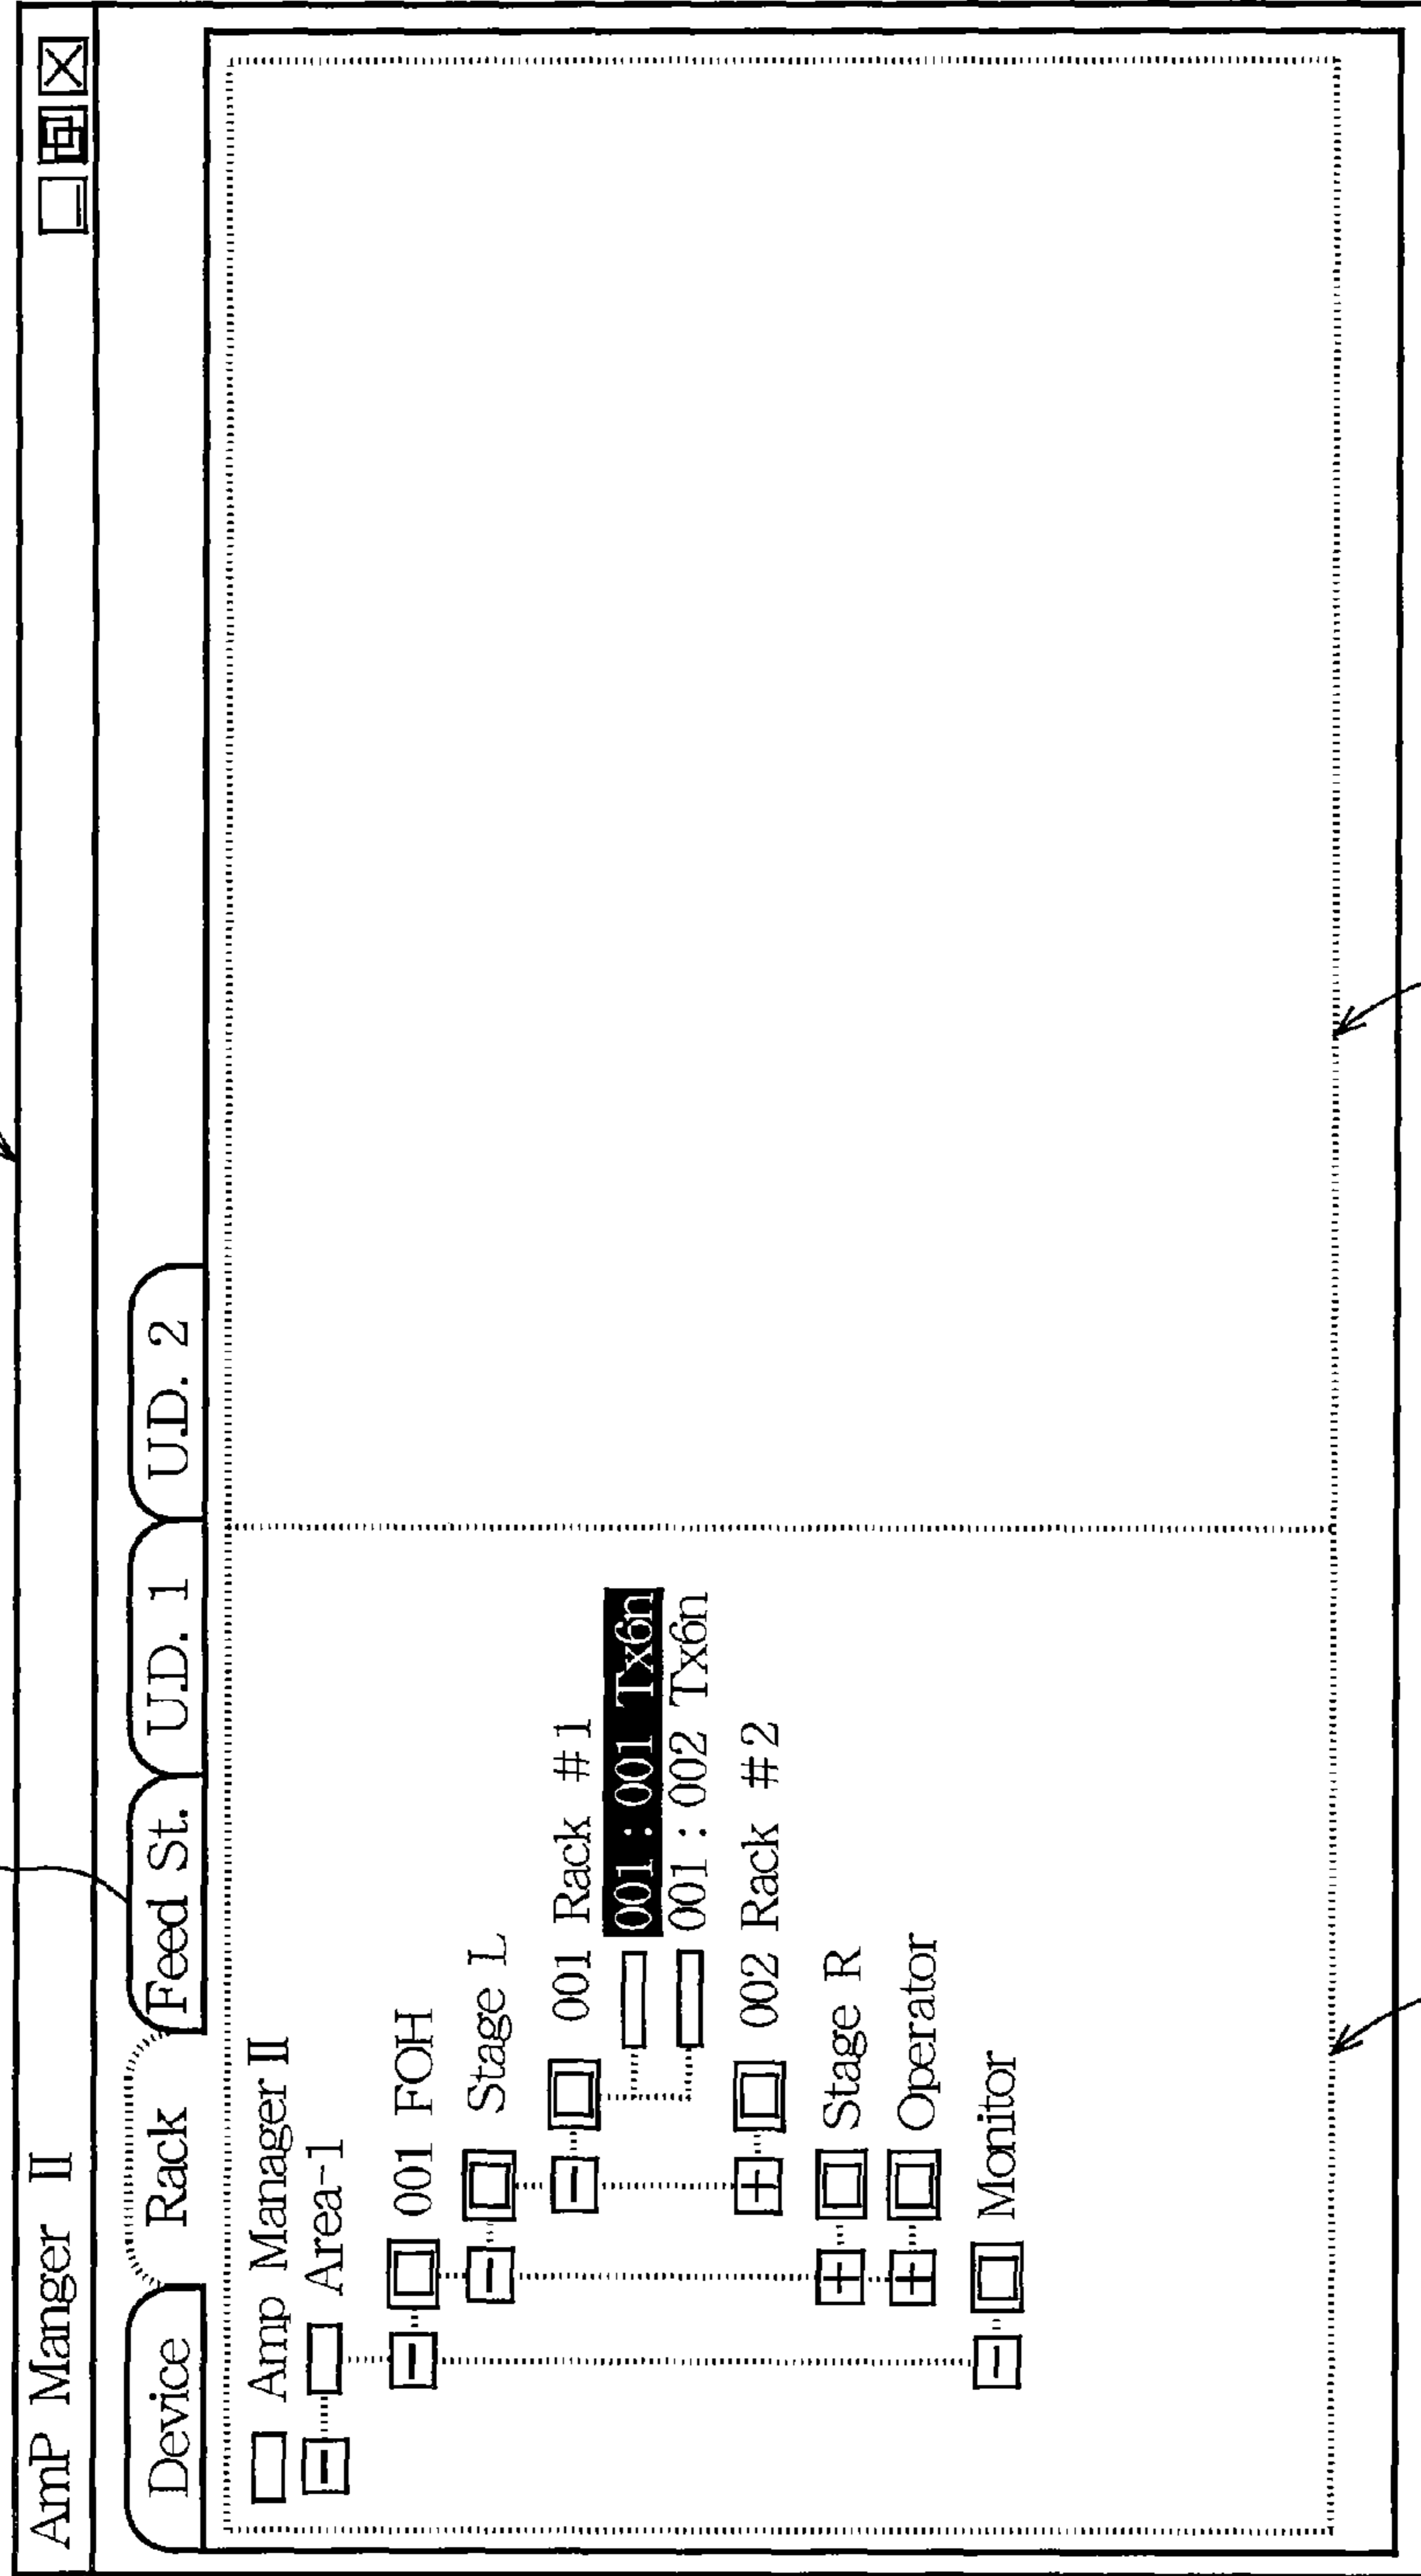 AmP Manger II
Device Rack Feed St. U.D. 1 U.D. 2
Amp Manager II
Area-1
001 FOH
Stage L
001 Rack #1
001 : 001 Tx6n
001 : 002 Tx6n
002 Rack #2
Stage R
Operator
Monitor